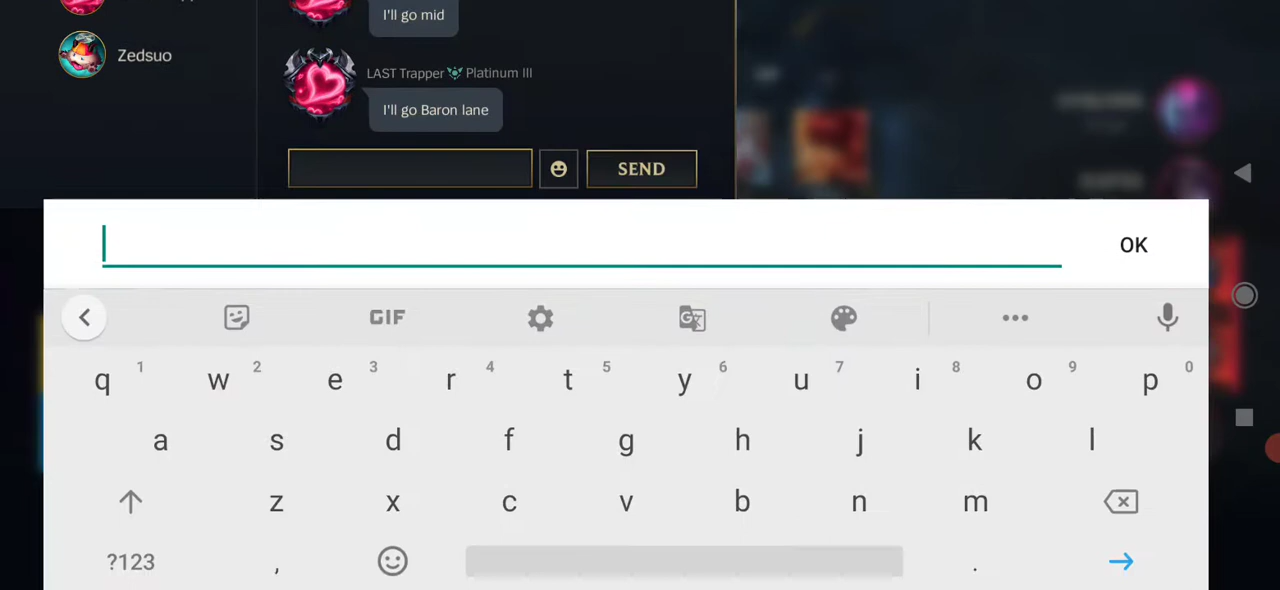 I'll go mid
Zedsuo
LAST Trapper Platinum III
I'll go Baron lane
SEND
OK
GIF
1 2 3 4 5 6 7 8 9 0
q w e r t y u i o p
a s d f g h j k l
z x c v b n m
?123 , .